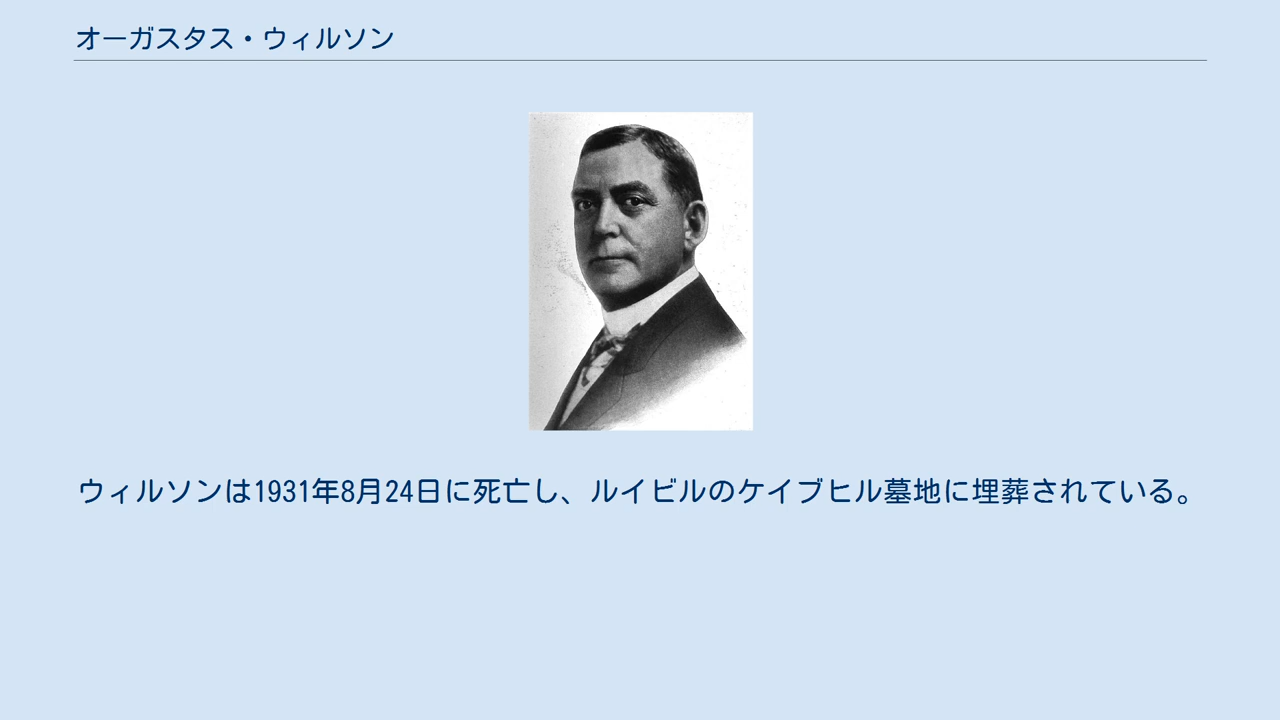 オーガスタス・ウィルソン
ウィルソンは1931年8月24日に死亡し、ルイビルのケイブヒル墓地に埋葬されている。